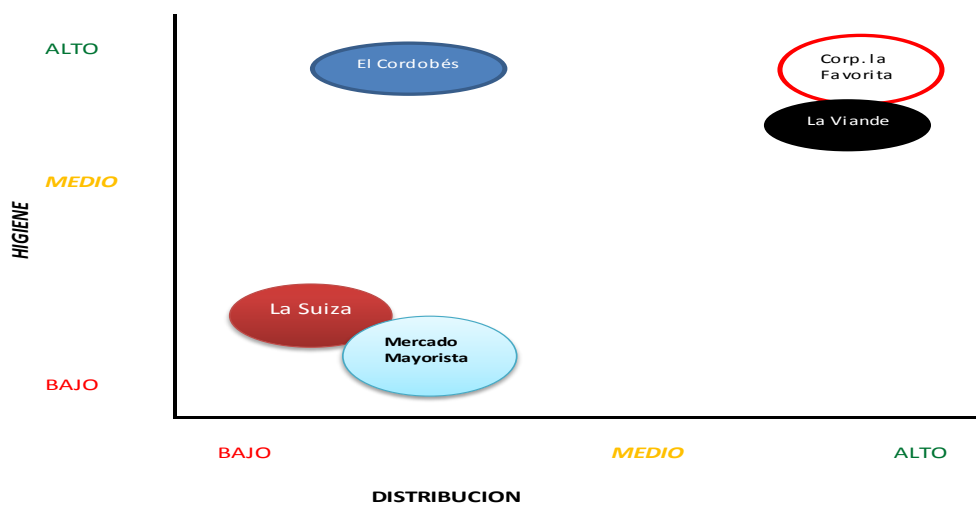 ALTO
El Cordobés
Corp. la
Favorita
La Viande
MEDIO
HIGIENE
La Suiza
Mercado
Mayorista
BAJO
BAJO
MEDIO
ALTO
DISTRIBUCION